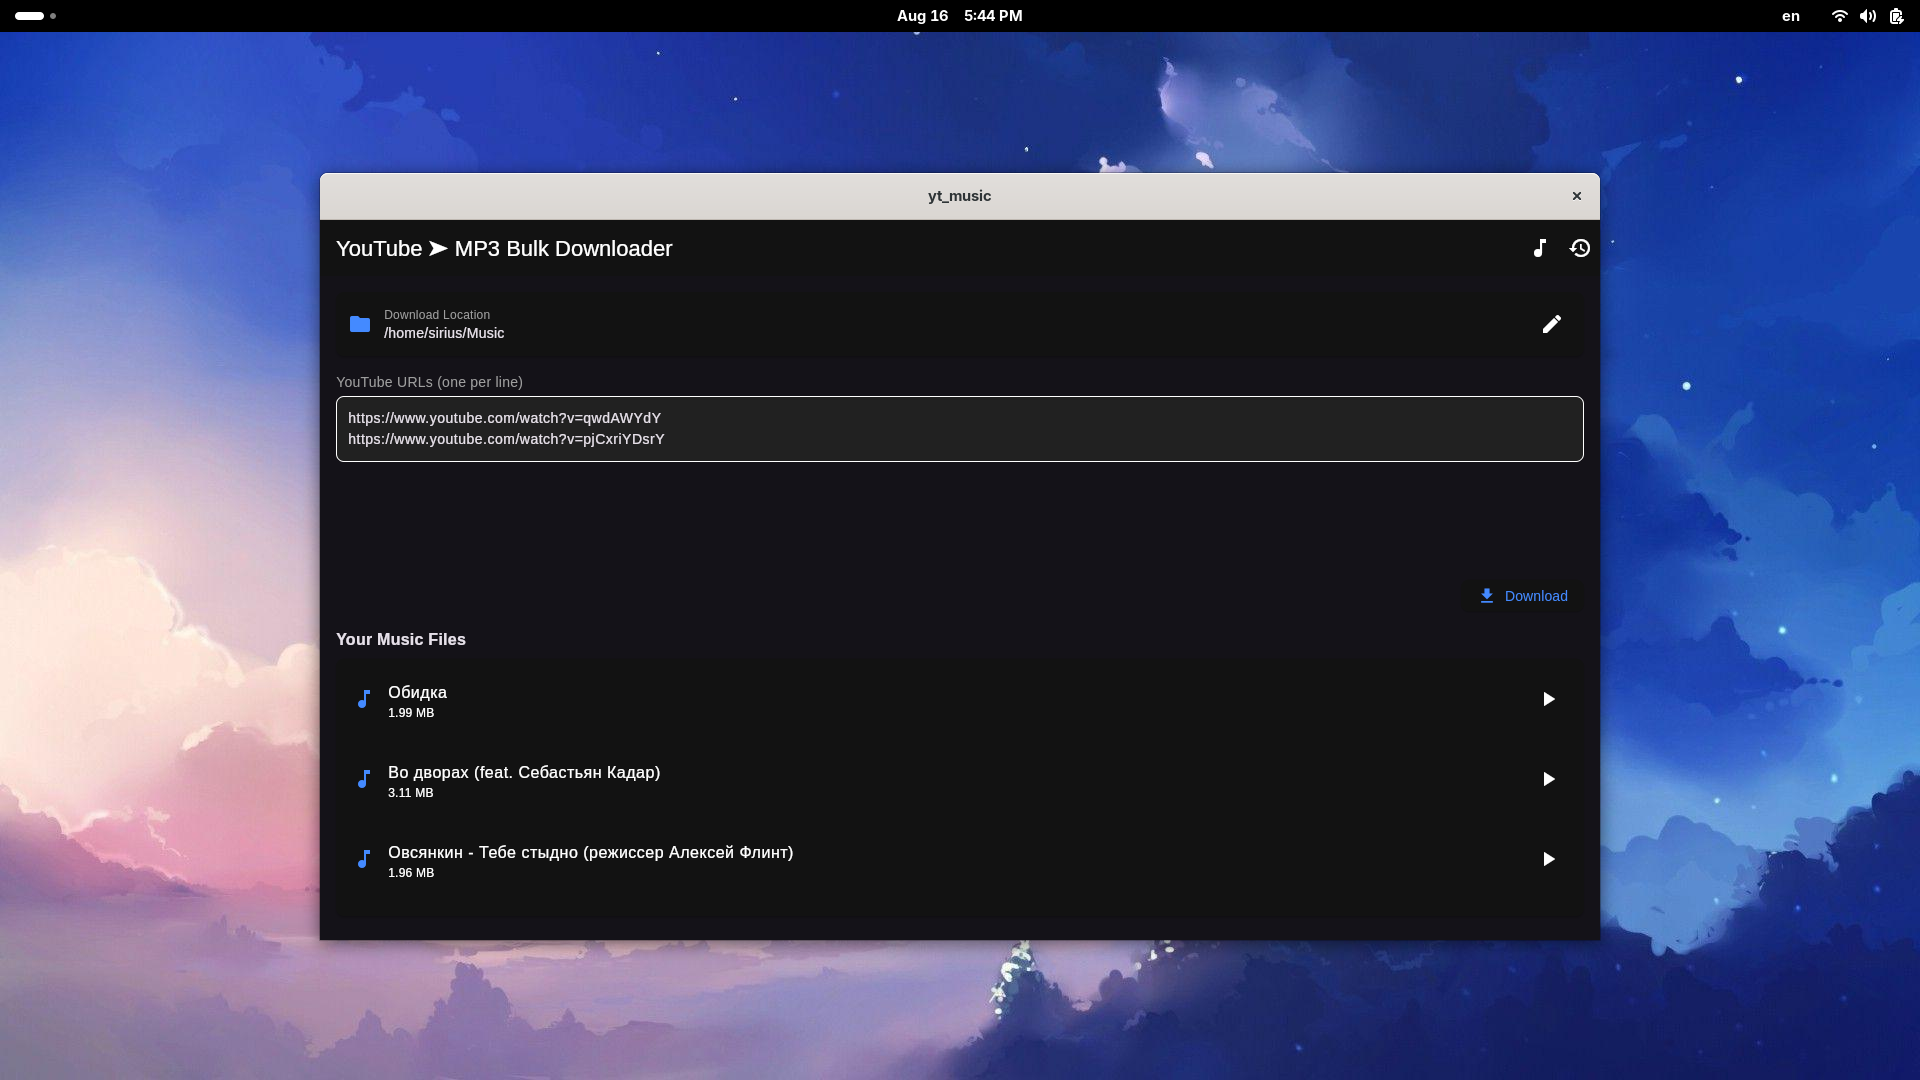 Aug 16 5:44 PM
en
yt_music
YouTube ➤ MP3 Bulk Downloader
Download Location
/home/sirius/Music
YouTube URLs (one per line)
https://www.youtube.com/watch?v=qwdAWYdY
https://www.youtube.com/watch?v=pjCxriYDsrY
Download
Your Music Files
Обидка
1.99 MB
Во дворах (feat. Себастьян Кадар)
3.11 MB
Овсянкин - Тебе стыдно (режиссер Алексей Флинт)
1.96 MB